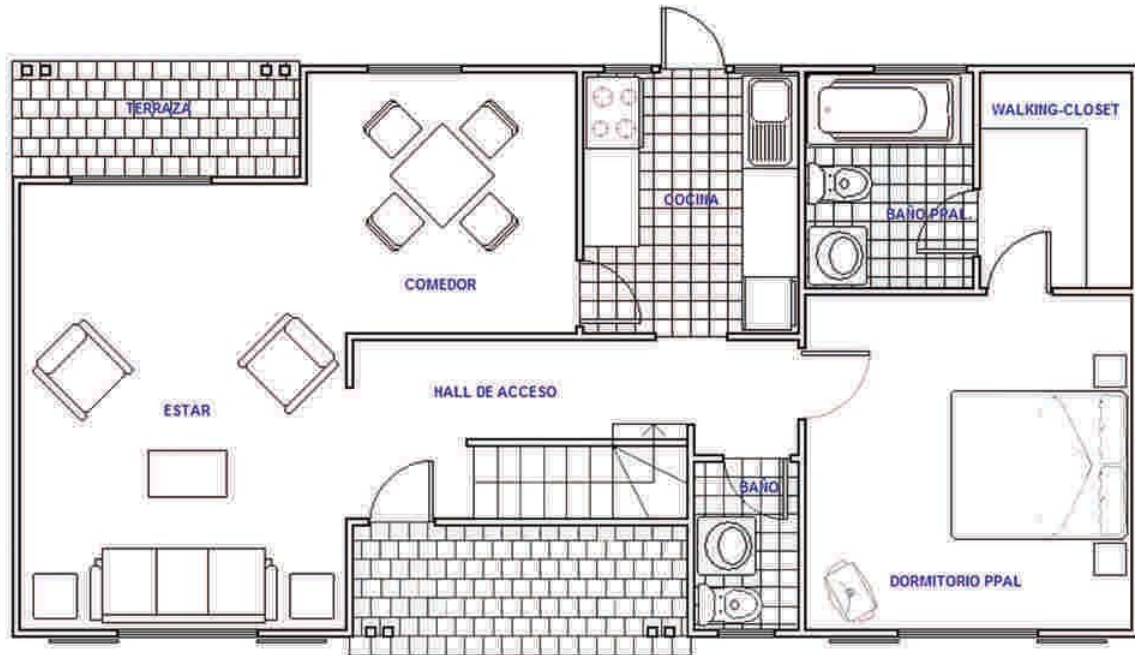 TERRAZA
WALKING-CLOSET
COCINA
BAÑO PPAL.
COMEDOR
HALL DE ACCESO
ESTAR
BAÑO
DORMITORIO PPAL